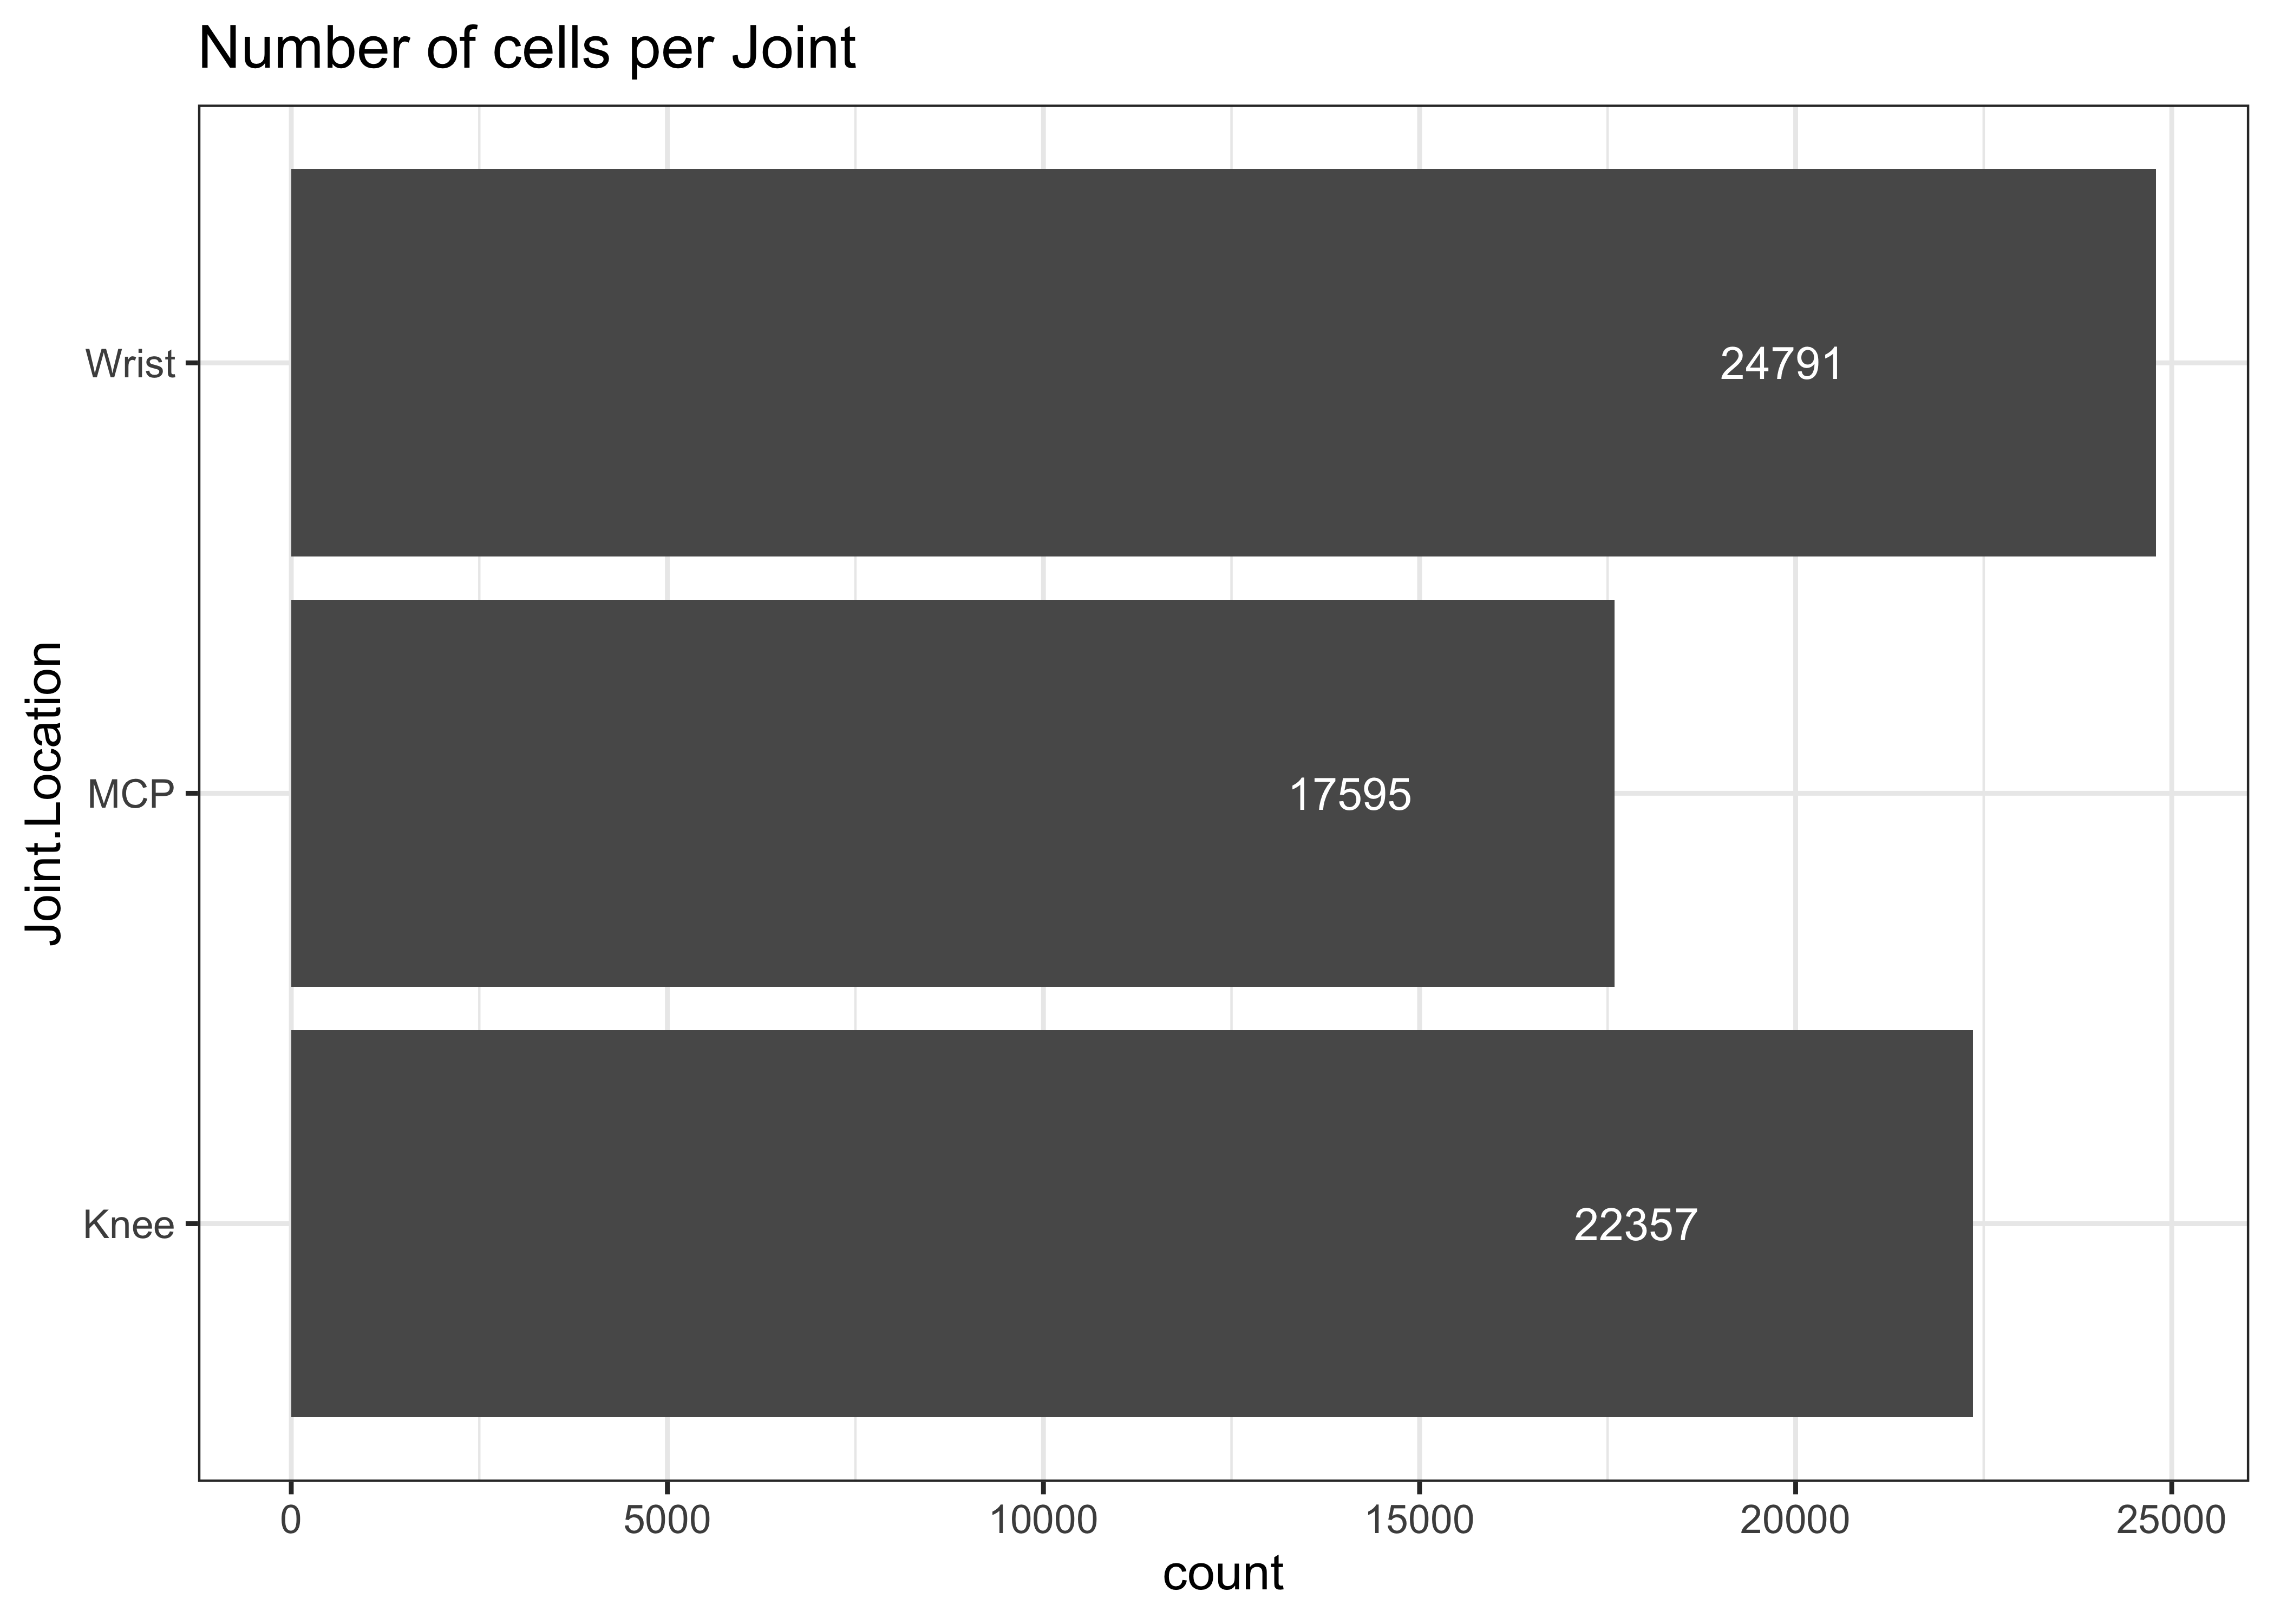 Number of cells per Joint
Joint.Location
Wrist
24791
MCP
17595
Knee
22357
0 5000 10000 15000 20000 25000
count